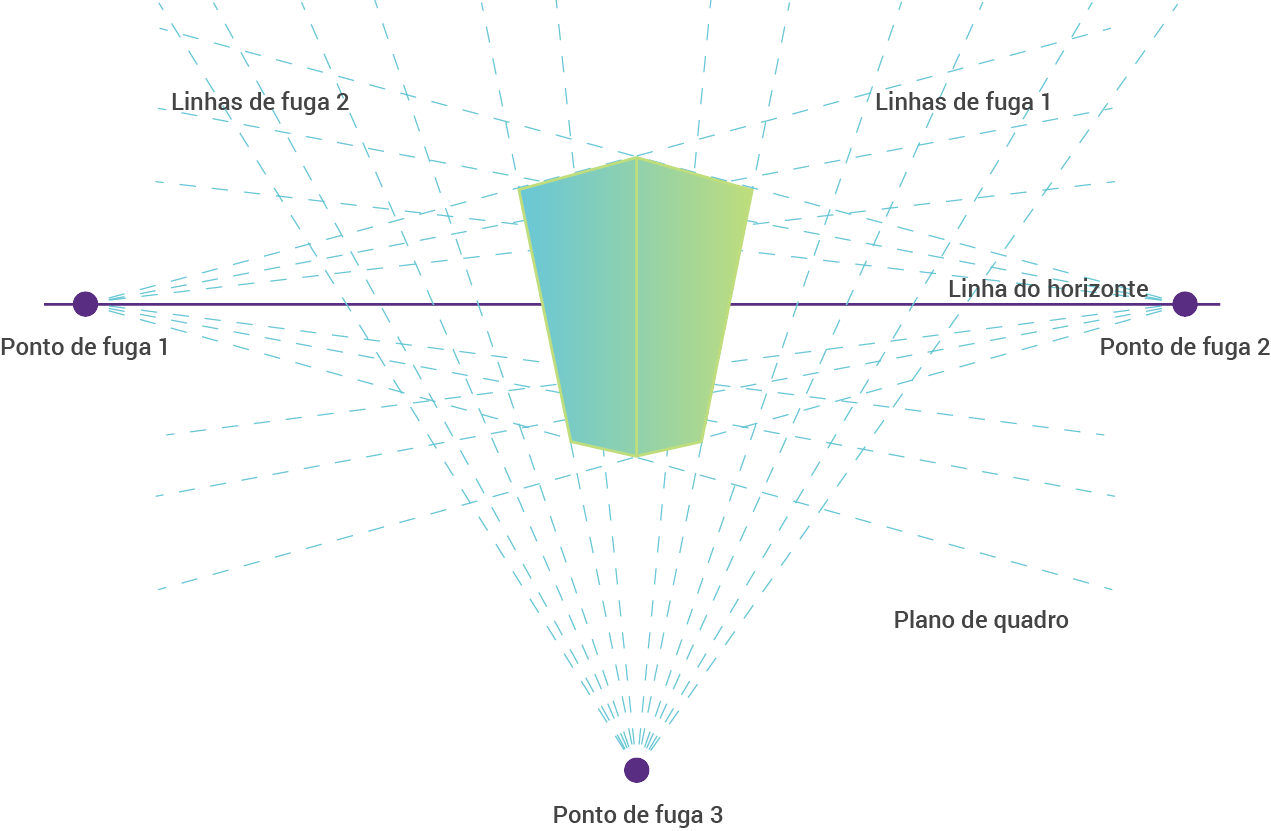 Linhas de fuga 2
Linhas de fuga 1
Linha do horizonte
Ponto de fuga 1
Ponto de fuga 2
Plano de quadro
Ponto de fuga 3